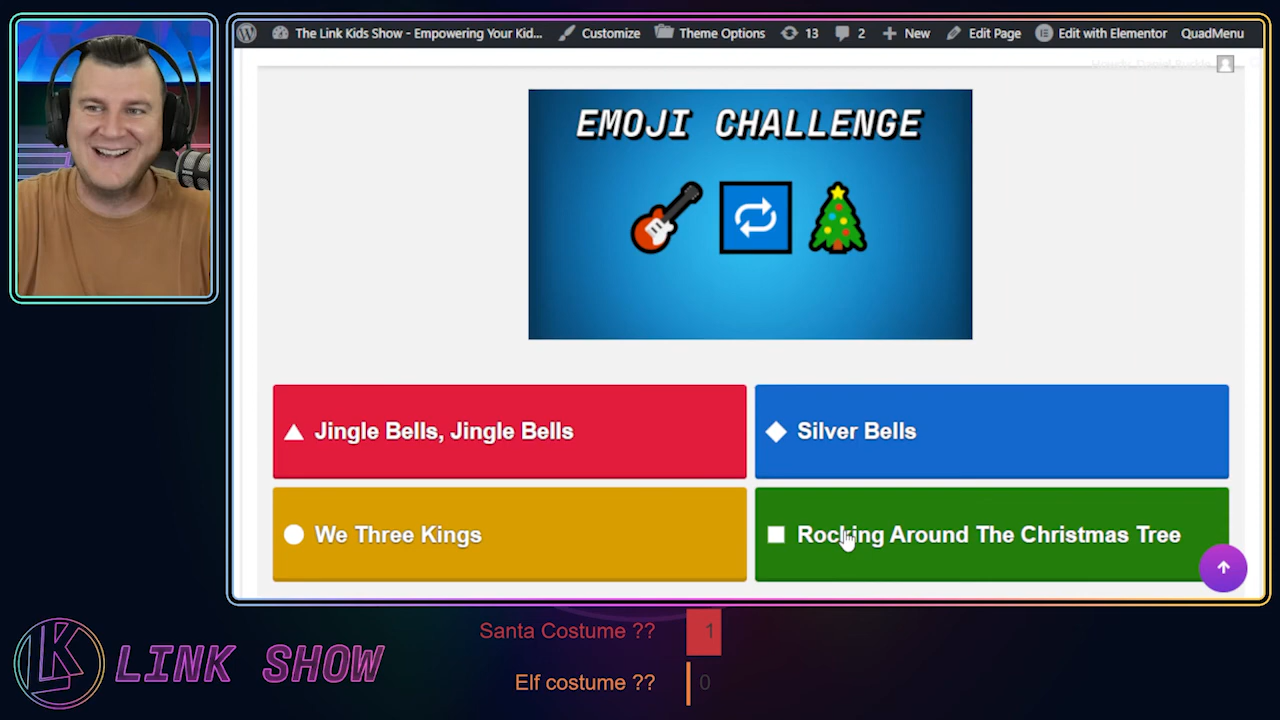 The Link Kids Show - Empowering Your Kid... Customize Theme Options 13 2 New Edit Page Edit with Elementor QuadMenu
EMOJI CHALLENGE
Jingle Bells, Jingle Bells
Silver Bells
We Three Kings
Rocking Around The Christmas Tree
LK LINK SHOW
Santa Costume ?? 1
Elf costume ?? 0